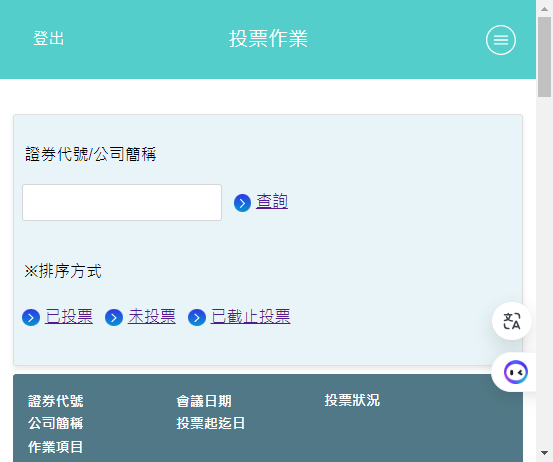 登出 投票作業
證券代號/公司簡稱
查詢
※排序方式
已投票 未投票 已截止投票
證券代號 會議日期 投票狀況
公司簡稱 投票起迄日
作業項目